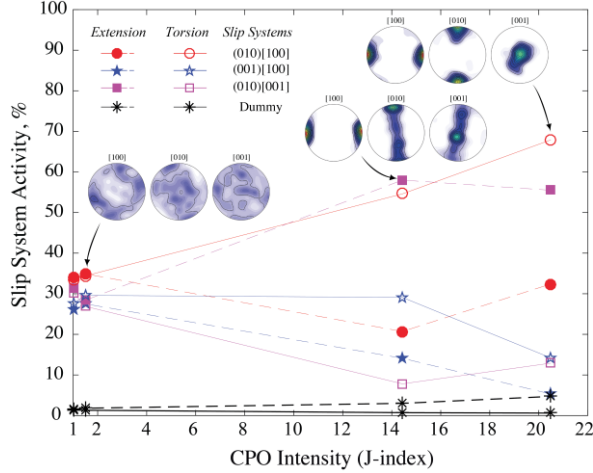 100
90
80
70
60
50
40
30
20
10
0
Slip System Activity, %
Extension Torsion Slip Systems
(010)[100]
(001)[100]
(010)[001]
Dummy
[100] [010] [001]
[100] [010] [001]
[100] [010] [001]
1 2 4 6 8 10 12 14 16 18 20 22
CPO Intensity (J-index)